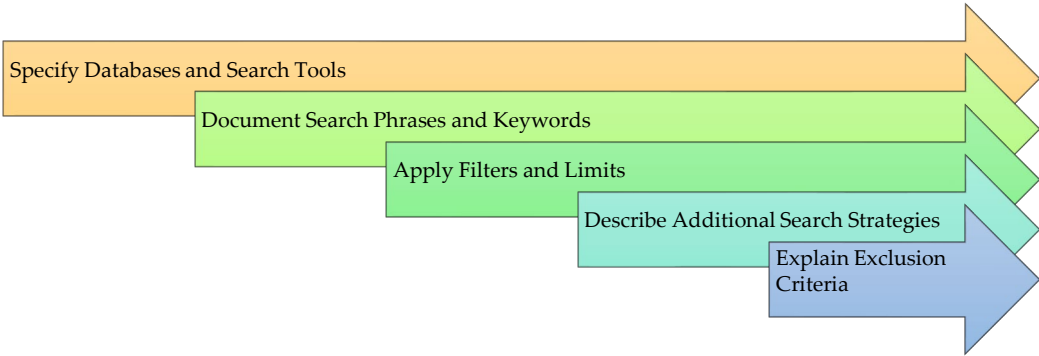 Specify Databases and Search Tools
Document Search Phrases and Keywords
Apply Filters and Limits
Describe Additional Search Strategies
Explain Exclusion
Criteria